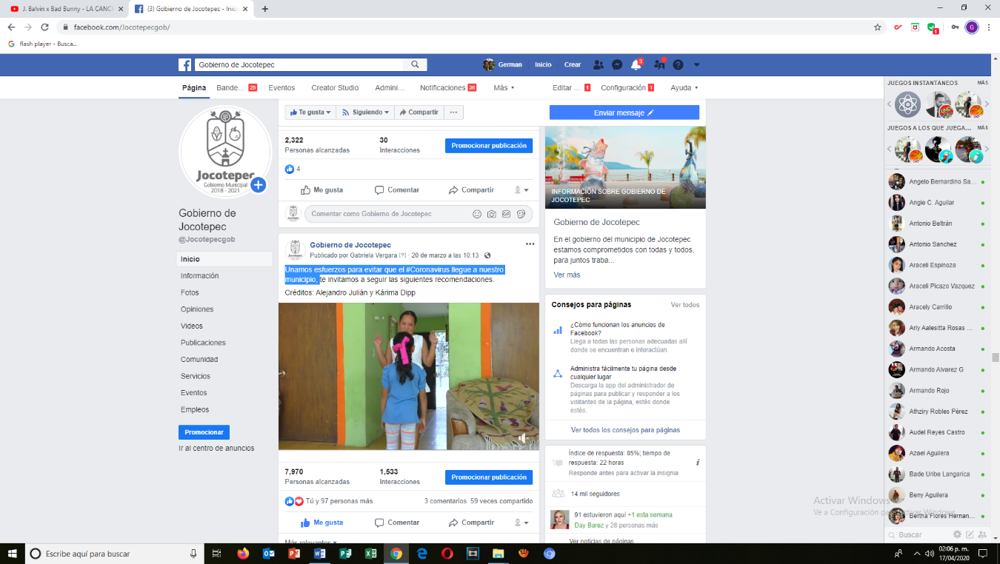 J. Balvin x Bad Bunny - LA CANCI
(3) Gobierno de Jocotepec - Inici
facebook.com/Jocotepecgob/
flash player - Busca...
Gobierno de Jocotepec
German
Inicio
Crear
3
Página
Bande... 25
Eventos
Creator Studio
Admini...
Notificaciones 36
Más
Editar ... 1
Configuración 1
Ayuda
Jocotepec
Gobierno Municipal
2018 - 2021
Gobierno de
Jocotepec
@Jocotepecgob
Inicio
Información
Fotos
Opiniones
Videos
Publicaciones
Comunidad
Servicios
Eventos
Empleos
Promocionar
Ir al centro de anuncios
Te gusta
Siguiendo
Compartir
...
2,322
Personas alcanzadas
30
Interacciones
Promocionar publicación
4
Me gusta
Comentar
Compartir
Comentar como Gobierno de Jocotepec
Gobierno de Jocotepec
Publicado por Gabriela Vergara [?] · 20 de marzo a las 10:13 ·
Unamos esfuerzos para evitar que el #Coronavirus llegue a nuestro
municipio, te invitamos a seguir las siguientes recomendaciones.
Créditos: Alejandro Julián y Kárima Dipp
7,970
Personas alcanzadas
1,533
Interacciones
Promocionar publicación
Tú y 97 personas más
3 comentarios 59 veces compartido
Me gusta
Comentar
Compartir
Más relevantes
Enviar mensaje
INFORMACIÓN SOBRE GOBIERNO DE
JOCOTEPEC
Gobierno de Jocotepec
En el gobierno del municipio de Jocotepec
estamos comprometidos con todas y todos,
para juntos traba...
Ver más
Consejos para páginas
Ver todos
¿Cómo funcionan los anuncios de
Facebook?
Llega a todas las personas adecuadas allí
donde se encuentran e interactúan.
Administra fácilmente tu página desde
cualquier lugar
Descarga la app del administrador de
páginas para publicar y responder a los
visitantes de la página, estés donde
estés.
Ver todos los consejos para páginas
Índice de respuesta: 85%; tiempo de
respuesta: 22 horas
Responde antes para activar la insignia
14 mil seguidores
91 estuvieron aquí +1 esta semana
Day Barez y 28 personas más
Ver noticias de páginas
JUEGOS INSTANTÁNEOS
MÁS
JUEGOS A LOS QUE JUEGA...
MÁS
Angelo Bernardino Sa...
Angie C. Aguilar
Antonio Beltrán
Antonio Sanchez
Araceli Espinoza
Araceli Picazo Vazquez
Aracely Carrillo
Arly Aalesitta Rosas ...
Armando Acosta
Armando Alvarez G
Armando Rojo
Athziry Robles Pérez
Audel Reyes Castro
Azael Aguilera
Bade Uribe Langarica
Beny Aguilera
Bertha Flores Hernan...
Buscar
Activar Windows
Ve a Configuración para activar Windows.
Escribe aquí para buscar
02:06 p. m.
17/04/2020